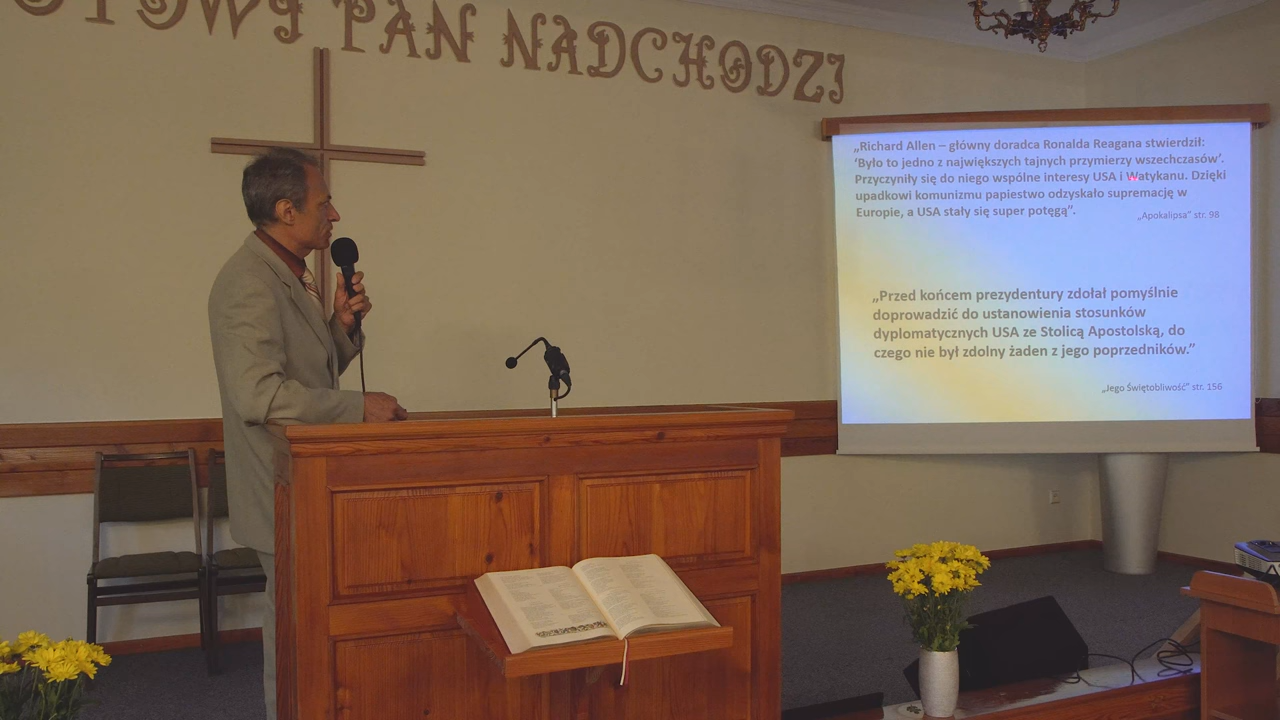 OTOWY PAN NADCHODZI
„Richard Allen – główny doradca Ronalda Reagana stwierdził:
‘Było to jedno z największych tajnych przymierzy wszechczasów’.
Przyczyniły się do niego wspólne interesy USA i Watykanu. Dzięki
upadkowi komunizmu papiestwo odzyskało supremację w
Europie, a USA stały się super potęgą”.
„Apokalipsa” str. 98
„Przed końcem prezydentury zdołał pomyślnie
doprowadzić do ustanowienia stosunków
dyplomatycznych USA ze Stolicą Apostolską, do
czego nie był zdolny żaden z jego poprzedników.”
„Jego Świętobliwość” str. 156